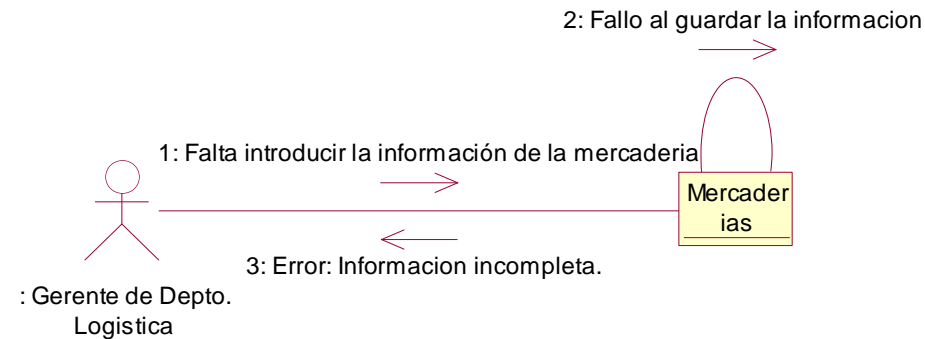 2: Fallo al guardar la informacion
1: Falta introducir la información de la mercaderia
Mercader
ias
3: Error: Informacion incompleta.
: Gerente de Depto.
Logistica